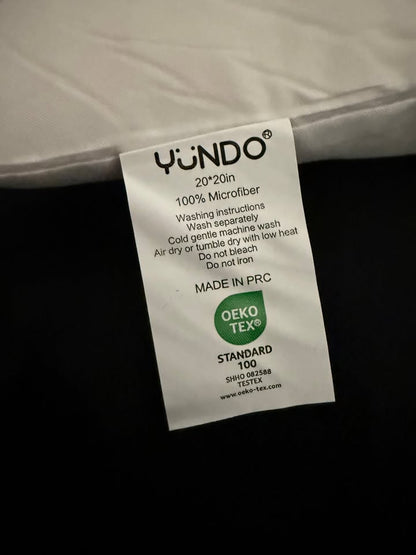 YÜNDO®
20*20in
100% Microfiber
Washing instructions
Wash separately
Cold gentle machine wash
Air dry or tumble dry with low heat
Do not bleach
Do not iron
MADE IN PRC
OEKO
TEX®
STANDARD
100
SHHO 082588
TESTEX
www.oeko-tex.com